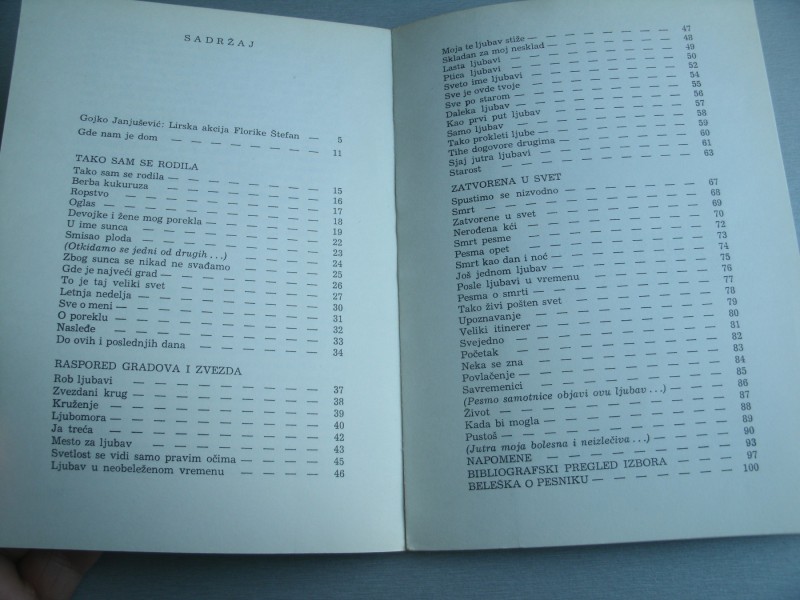 SADRŽAJ
Gojko Janjušević: Lirska akcija Florike Štefan — 5
Gde nam je dom — — — — — — — — 11
TAKO SAM SE RODILA
Tako sam se rodila — — — — — — — 15
Berba kukuruza — — — — — — — 16
Ropstvo — — — — — — — — — 17
Oglas — — — — — — — — — 18
Devojke i žene mog porekla — — — — — 19
U ime sunca — — — — — — — — 22
Smisao ploda — — — — — — — — 23
(Otkidamo se jedni od drugih . . .) — — — — 24
Zbog sunca se nikad ne svađamo — — — — 25
Gde je najveći grad — — — — — — — 26
To je taj veliki svet — — — — — — — 27
Letnja nedelja — — — — — — — — 30
Sve o meni — — — — — — — — 31
O poreklu — — — — — — — — 32
Nasleđe — — — — — — — — — 33
Do ovih i poslednjih dana — — — — — — 34
RASPORED GRADOVA I ZVEZDA
Rob ljubavi — — — — — — — — 37
Zvezdani krug — — — — — — — — 38
Kruženje — — — — — — — — — 39
Ljubomora — — — — — — — — 40
Ja treća — — — — — — — — — 42
Mesto za ljubav — — — — — — — 43
Svetlost se vidi samo pravim očima — — — — 45
Ljubav u neobeleženom vremenu — — — — 46
Moja te ljubav stiže — — — — — — — 47
Skladan za moj nesklad — — — — — — 48
Lasta ljubavi — — — — — — — — 49
Ptica ljubavi — — — — — — — — 50
Sveto ime ljubavi — — — — — — — 52
Sve je ovde tvoje — — — — — — — 54
Sve po starom — — — — — — — — 55
Daleka ljubav — — — — — — — — 56
Kao prvi put ljubav — — — — — — — 57
Samo ljubav — — — — — — — — 58
Tako prokleti ljube — — — — — — — 59
Tihe dogovore drugima — — — — — — 60
Sjaj jutra ljubavi — — — — — — — 61
Starost — — — — — — — — — 63
ZATVORENA U SVET
Spustimo se nizvodno — — — — — — 67
Smrt — — — — — — — — — 68
Zatvorene u svet — — — — — — — 69
Nerođena kći — — — — — — — — 70
Smrt pesme — — — — — — — — 72
Pesma opet — — — — — — — — 73
Smrt kao dan i noć — — — — — — — 74
Još jednom ljubav — — — — — — — 75
Posle ljubavi u vremenu — — — — — — 76
Pesma o smrti — — — — — — — — 77
Tako živi pošten svet — — — — — — — 78
Upoznavanje — — — — — — — — 79
Veliki itinerer — — — — — — — — 80
Svejedno — — — — — — — — — 81
Početak — — — — — — — — — 82
Neka se zna — — — — — — — — 83
Povlačenje — — — — — — — — — 84
Savremenici — — — — — — — — 85
(Pesmo samotnice objavi ovu ljubav . . .) — — — 86
Život — — — — — — — — — 87
Kada bi mogla — — — — — — — — 88
Pustoš — — — — — — — — — 89
(Jutra moja bolesna i neizlečiva . . .) — — — — 90
NAPOMENE — — — — — — — — 93
BIBLIOGRAFSKI PREGLED IZBORA — — — 97
BELEŠKA O PESNIKU — — — — — — 100